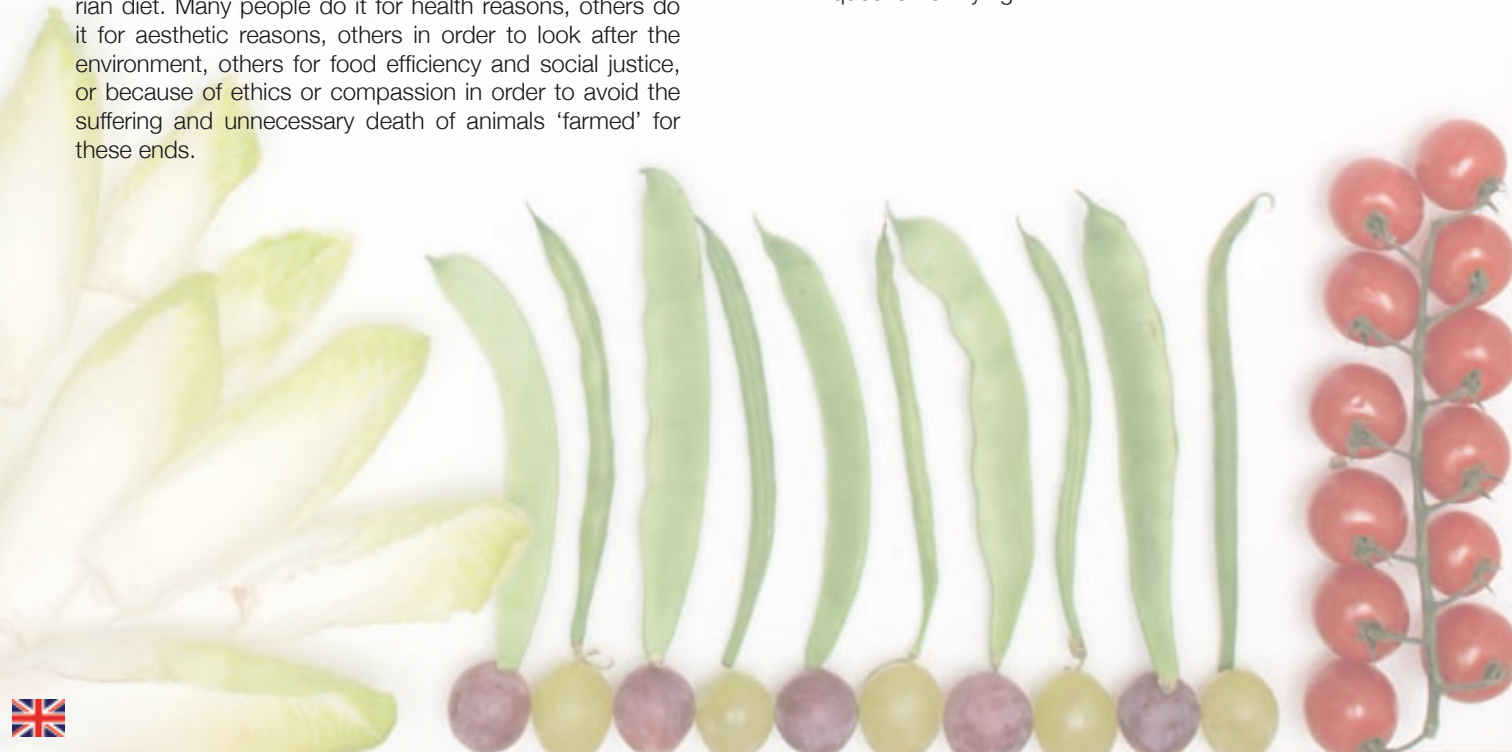 rian diet. Many people do it for health reasons, others do
it for aesthetic reasons, others in order to look after the
environment, others for food efficiency and social justice,
or because of ethics or compassion in order to avoid the
suffering and unnecessary death of animals ‘farmed’ for
these ends.